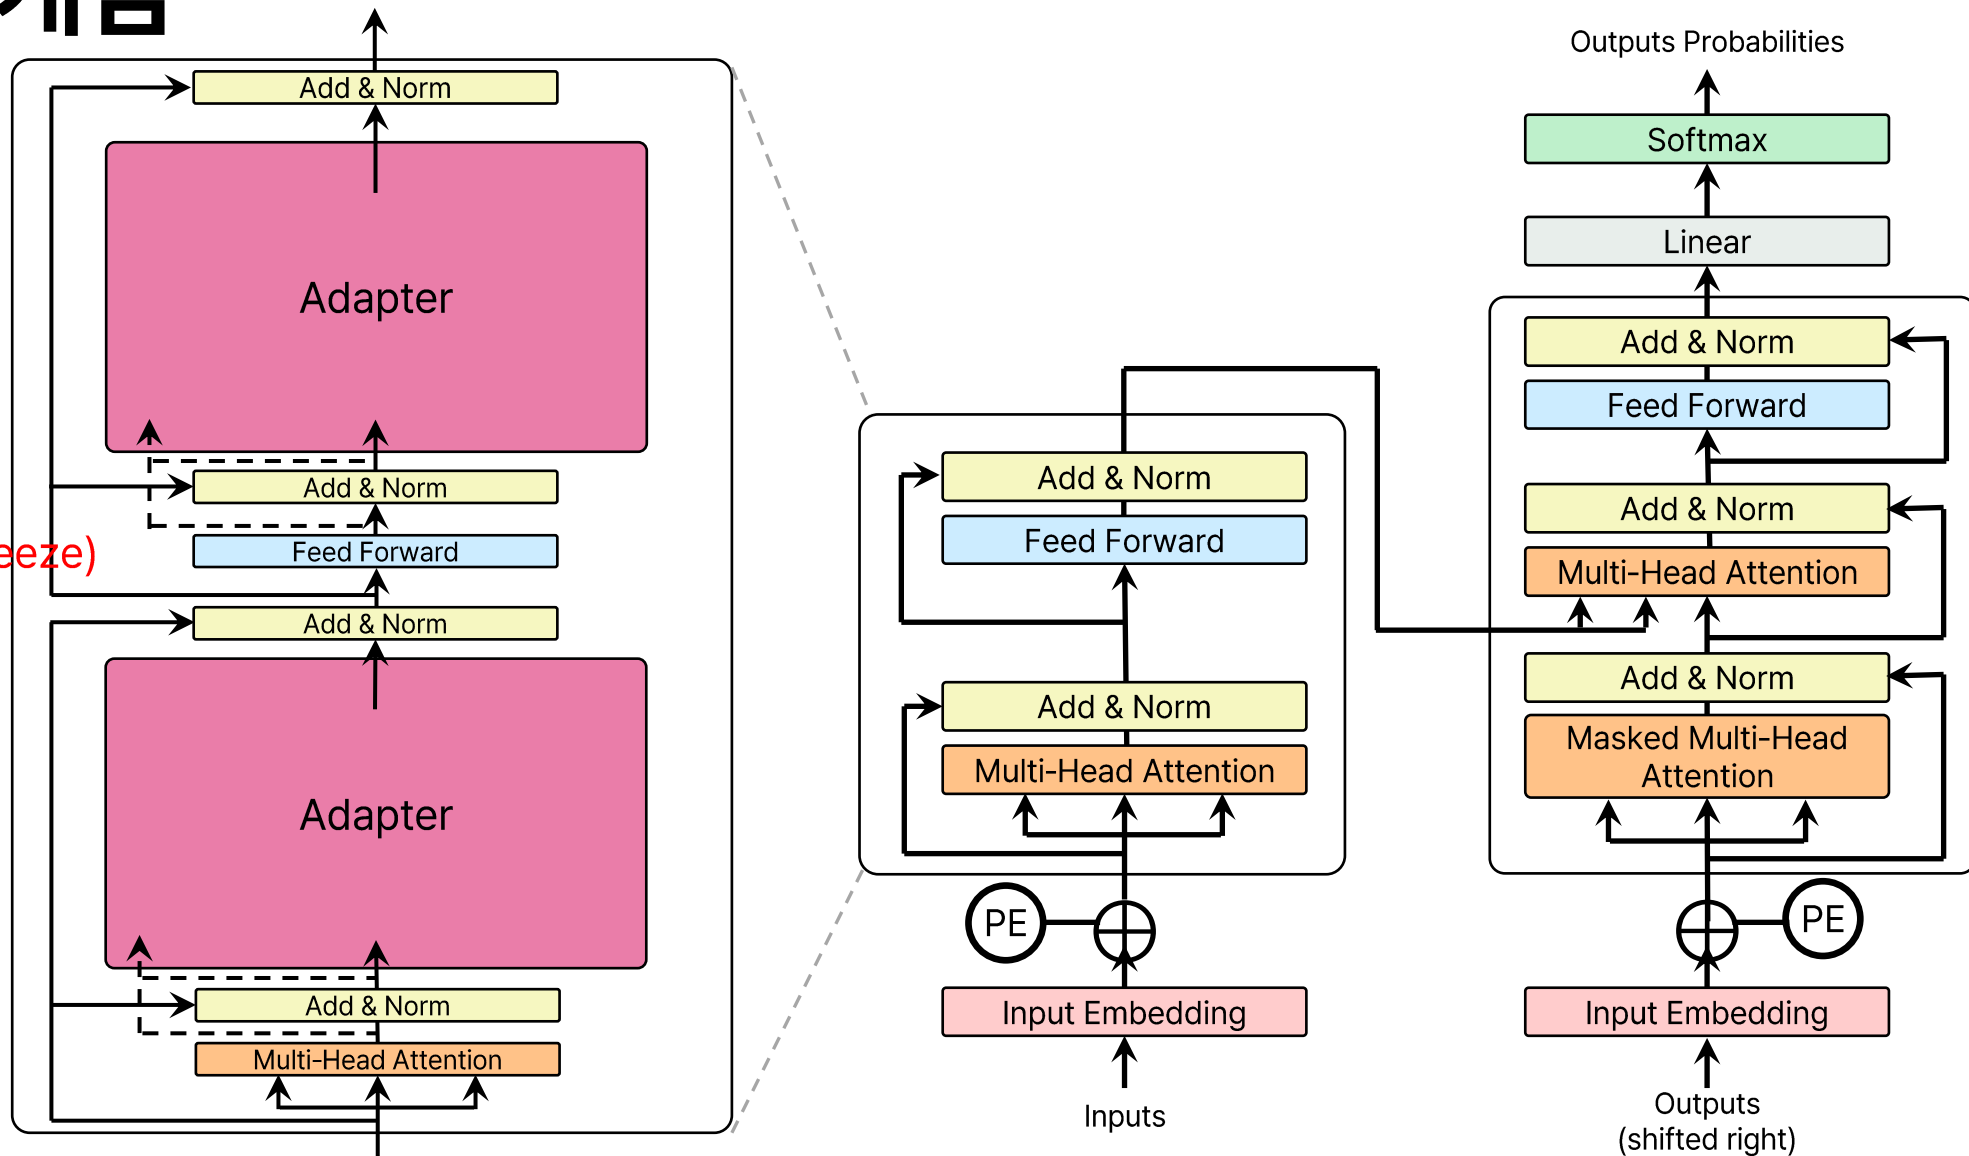 Add & Norm
Adapter
Add & Norm
Feed Forward
Add & Norm
Adapter
Add & Norm
Multi-Head Attention
Add & Norm
Feed Forward
Add & Norm
Multi-Head Attention
PE
Input Embedding
Inputs
Outputs Probabilities
Softmax
Linear
Add & Norm
Feed Forward
Add & Norm
Multi-Head Attention
Add & Norm
Masked Multi-Head
Attention
PE
Input Embedding
Outputs
(shifted right)